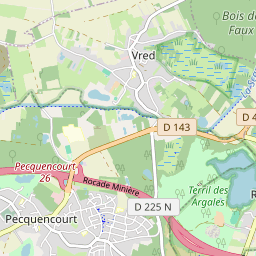 Bois de
Faux
Vred
D 143
D 4
Pecquencourt
26
Rocade Minière
Terril des
Argales
D 225 N
Pecquencourt